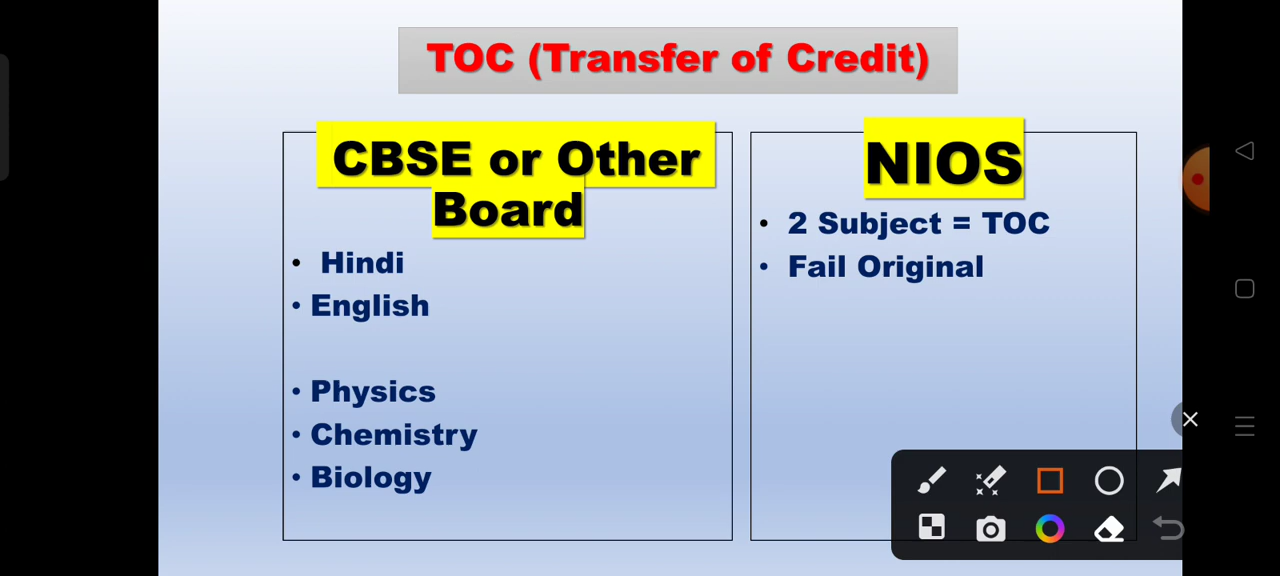 TOC (Transfer of Credit)
CBSE or Other
Board
• Hindi
• English
• Physics
• Chemistry
• Biology
NIOS
• 2 Subject = TOC
• Fail Original